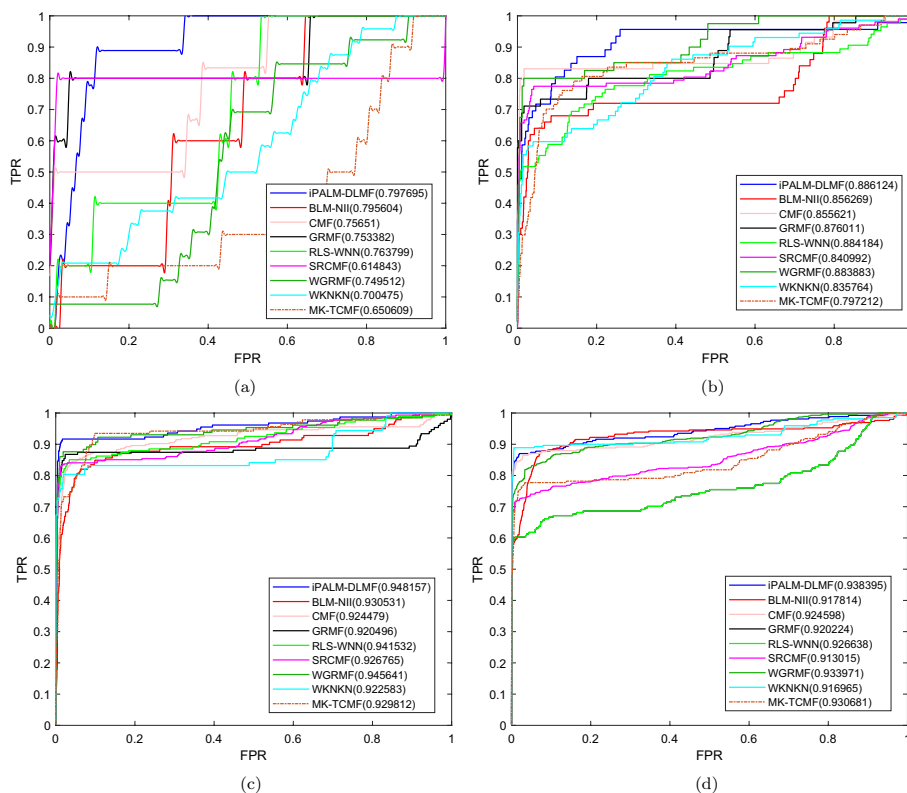 1
0.9
0.8
0.7
0.6
0.5
0.4
0.3
0.2
0.1
0
TPR
0
0.2
0.4
0.6
0.8
1
FPR
iPALM-DLMF(0.797695)
BLM-NII(0.795604)
CMF(0.75651)
GRMF(0.753382)
RLS-WNN(0.763799)
SRCMF(0.614843)
WGRMF(0.749512)
WKNKN(0.700475)
MK-TCMF(0.650609)
(a)
1
0.9
0.8
0.7
0.6
0.5
0.4
0.3
0.2
0.1
0
TPR
0
0.2
0.4
0.6
0.8
1
FPR
iPALM-DLMF(0.886124)
BLM-NII(0.856269)
CMF(0.855621)
GRMF(0.876011)
RLS-WNN(0.884184)
SRCMF(0.840992)
WGRMF(0.883883)
WKNKN(0.835764)
MK-TCMF(0.797212)
(b)
1
0.9
0.8
0.7
0.6
0.5
0.4
0.3
0.2
0.1
0
TPR
0
0.2
0.4
0.6
0.8
1
FPR
iPALM-DLMF(0.948157)
BLM-NII(0.930531)
CMF(0.924479)
GRMF(0.920496)
RLS-WNN(0.941532)
SRCMF(0.926765)
WGRMF(0.945641)
WKNKN(0.922583)
MK-TCMF(0.929812)
(c)
1
0.9
0.8
0.7
0.6
0.5
0.4
0.3
0.2
0.1
0
TPR
0
0.2
0.4
0.6
0.8
1
FPR
iPALM-DLMF(0.938395)
BLM-NII(0.917814)
CMF(0.924598)
GRMF(0.920224)
RLS-WNN(0.926638)
SRCMF(0.913015)
WGRMF(0.933971)
WKNKN(0.916965)
MK-TCMF(0.930681)
(d)